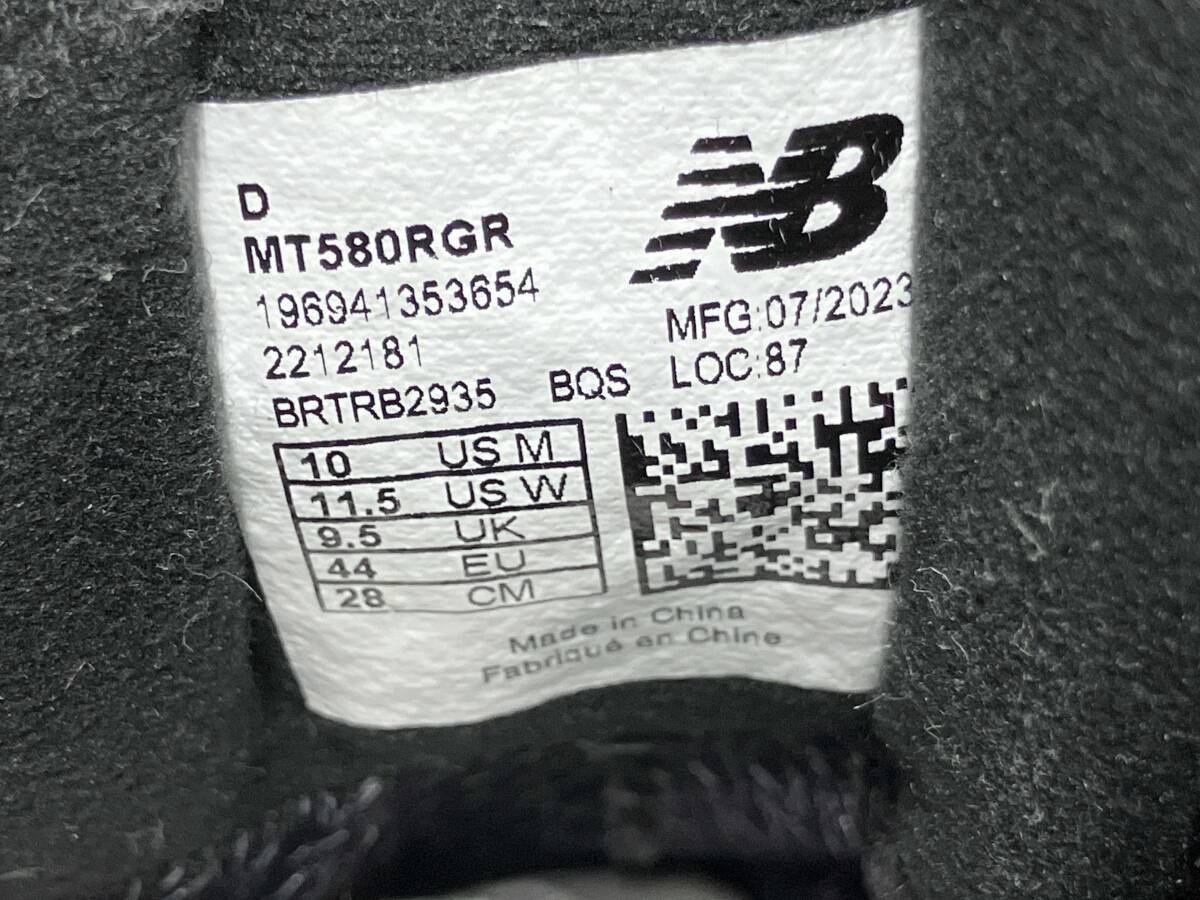 D
MT580RGR
196941353654
2212181
BRTRB2935 BQS
NB
MFG:07/2023
LOC:87
10 US M
11.5 US W
9.5 UK
44 EU
28 CM
Made in China
Fabriqué en Chine